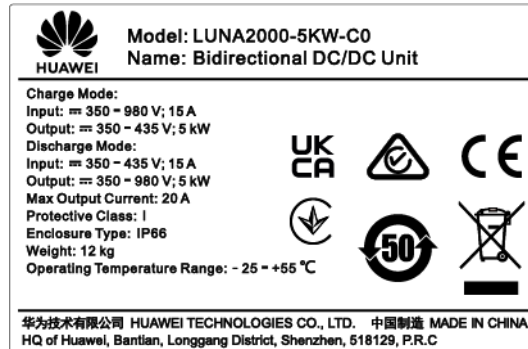 HUAWEI
Model: LUNA2000-5KW-C0
Name: Bidirectional DC/DC Unit
Charge Mode:
Input: ⎓ 350 - 980 V; 15 A
Output: ⎓ 350 - 435 V; 5 kW
Discharge Mode:
Input: ⎓ 350 - 435 V; 15 A
Output: ⎓ 350 - 980 V; 5 kW
Max Output Current: 20 A
Protective Class: I
Enclosure Type: IP66
Weight: 12 kg
Operating Temperature Range: - 25 - +55 ℃
UK
CA
CE
50
华为技术有限公司 HUAWEI TECHNOLOGIES CO., LTD. 中国制造 MADE IN CHINA
HQ of Huawei, Bantian, Longgang District, Shenzhen, 518129, P.R.C